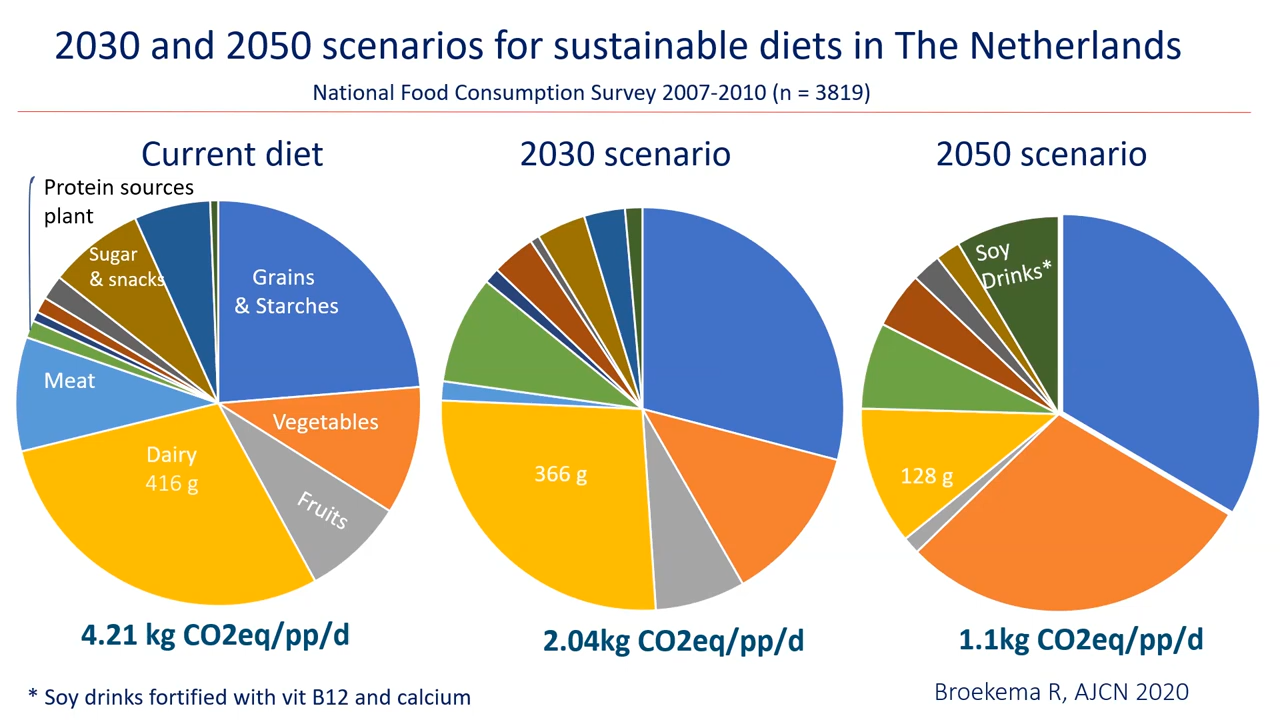 2030 and 2050 scenarios for sustainable diets in The Netherlands
National Food Consumption Survey 2007-2010 (n = 3819)
Current diet
2030 scenario
2050 scenario
Protein sources
plant
Sugar
& snacks
Grains
& Starches
Meat
Vegetables
Dairy
416 g
Fruits
366 g
Soy
Drinks*
128 g
4.21 kg CO2eq/pp/d
2.04kg CO2eq/pp/d
1.1kg CO2eq/pp/d
* Soy drinks fortified with vit B12 and calcium
Broekema R, AJCN 2020